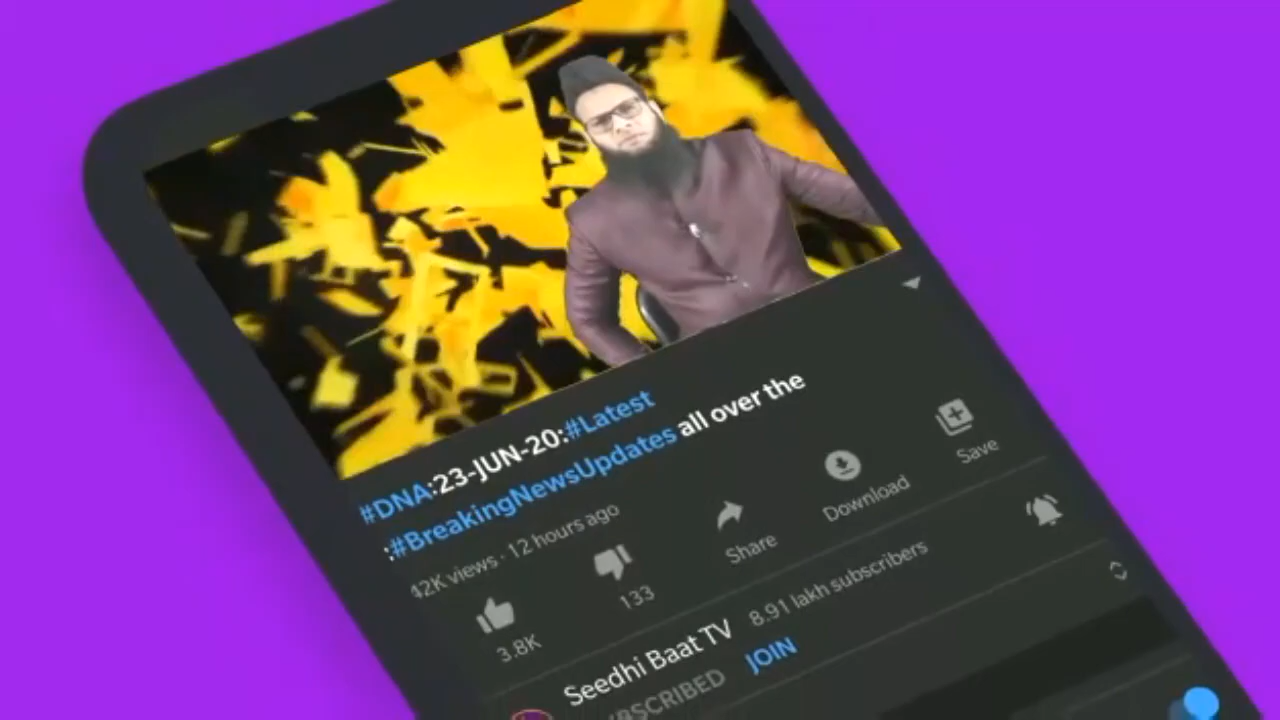 #DNA:23-JUN-20:#Latest
:#BreakingNewsUpdates all over the
42K views · 12 hours ago
3.8K
133
Share
Download
Save
Seedhi Baat TV 8.91 lakh subscribers
BSCRIBED JOIN